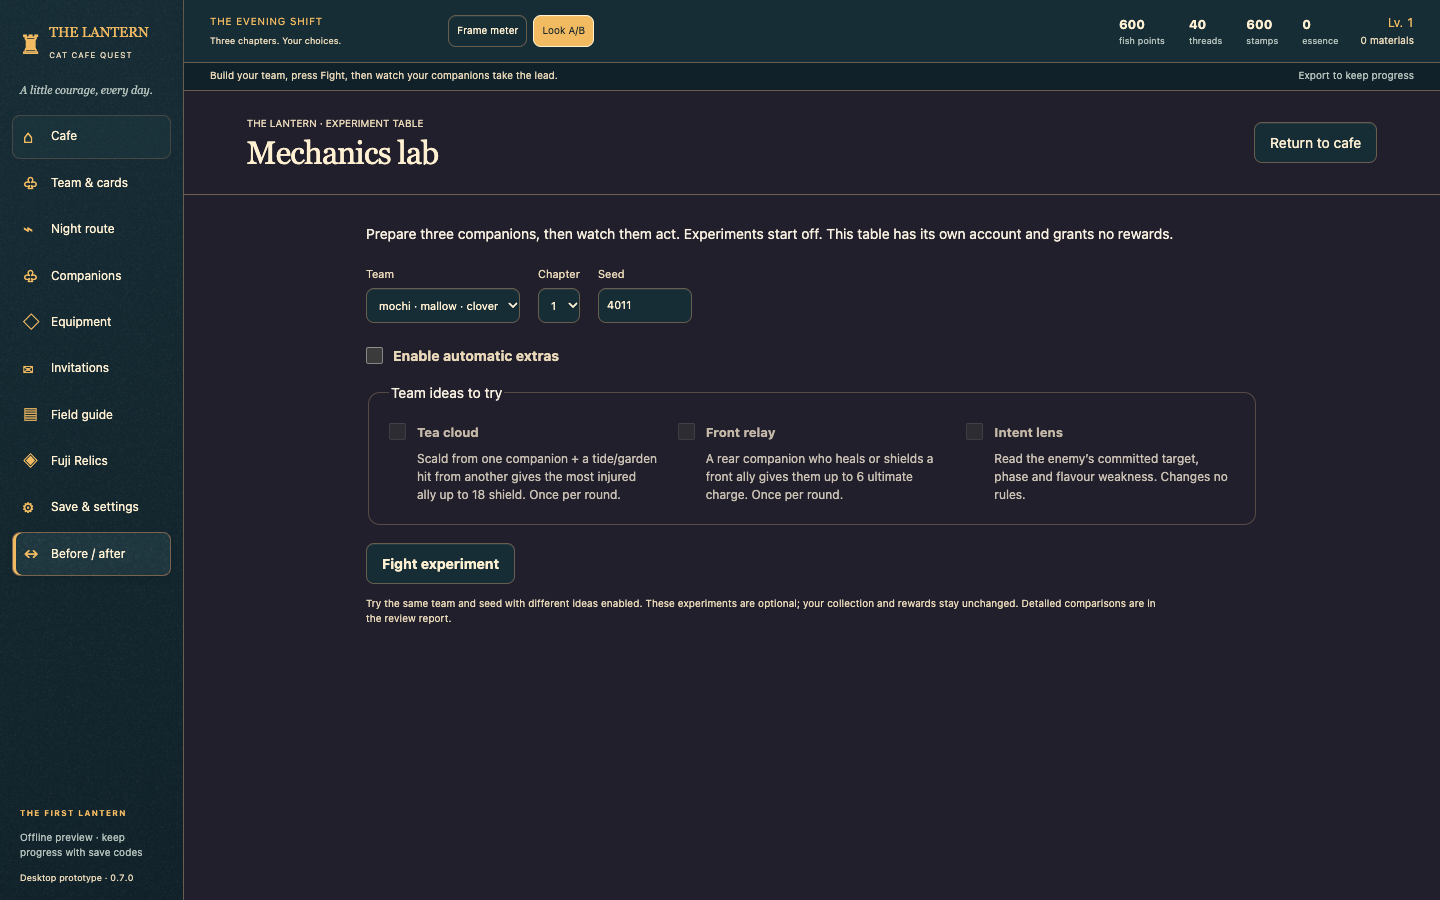 THE LANTERN
CAT CAFE QUEST
A little courage, every day.
Cafe
Team & cards
Night route
Companions
Equipment
Invitations
Field guide
Fuji Relics
Save & settings
Before / after
THE FIRST LANTERN
Offline preview · keep
progress with save codes
Desktop prototype · 0.7.0
THE EVENING SHIFT
Three chapters. Your choices.
Frame meter
Look A/B
600
fish points
40
threads
600
stamps
0
essence
Lv. 1
0 materials
Build your team, press Fight, then watch your companions take the lead.
Export to keep progress
THE LANTERN · EXPERIMENT TABLE
Mechanics lab
Return to cafe
Prepare three companions, then watch them act. Experiments start off. This table has its own account and grants no rewards.
Team
Chapter
Seed
mochi · mallow · clover
1
4011
Enable automatic extras
Team ideas to try
Tea cloud
Scald from one companion + a tide/garden
hit from another gives the most injured
ally up to 18 shield. Once per round.
Front relay
A rear companion who heals or shields a
front ally gives them up to 6 ultimate
charge. Once per round.
Intent lens
Read the enemy's committed target,
phase and flavour weakness. Changes no
rules.
Fight experiment
Try the same team and seed with different ideas enabled. These experiments are optional; your collection and rewards stay unchanged. Detailed comparisons are in
the review report.